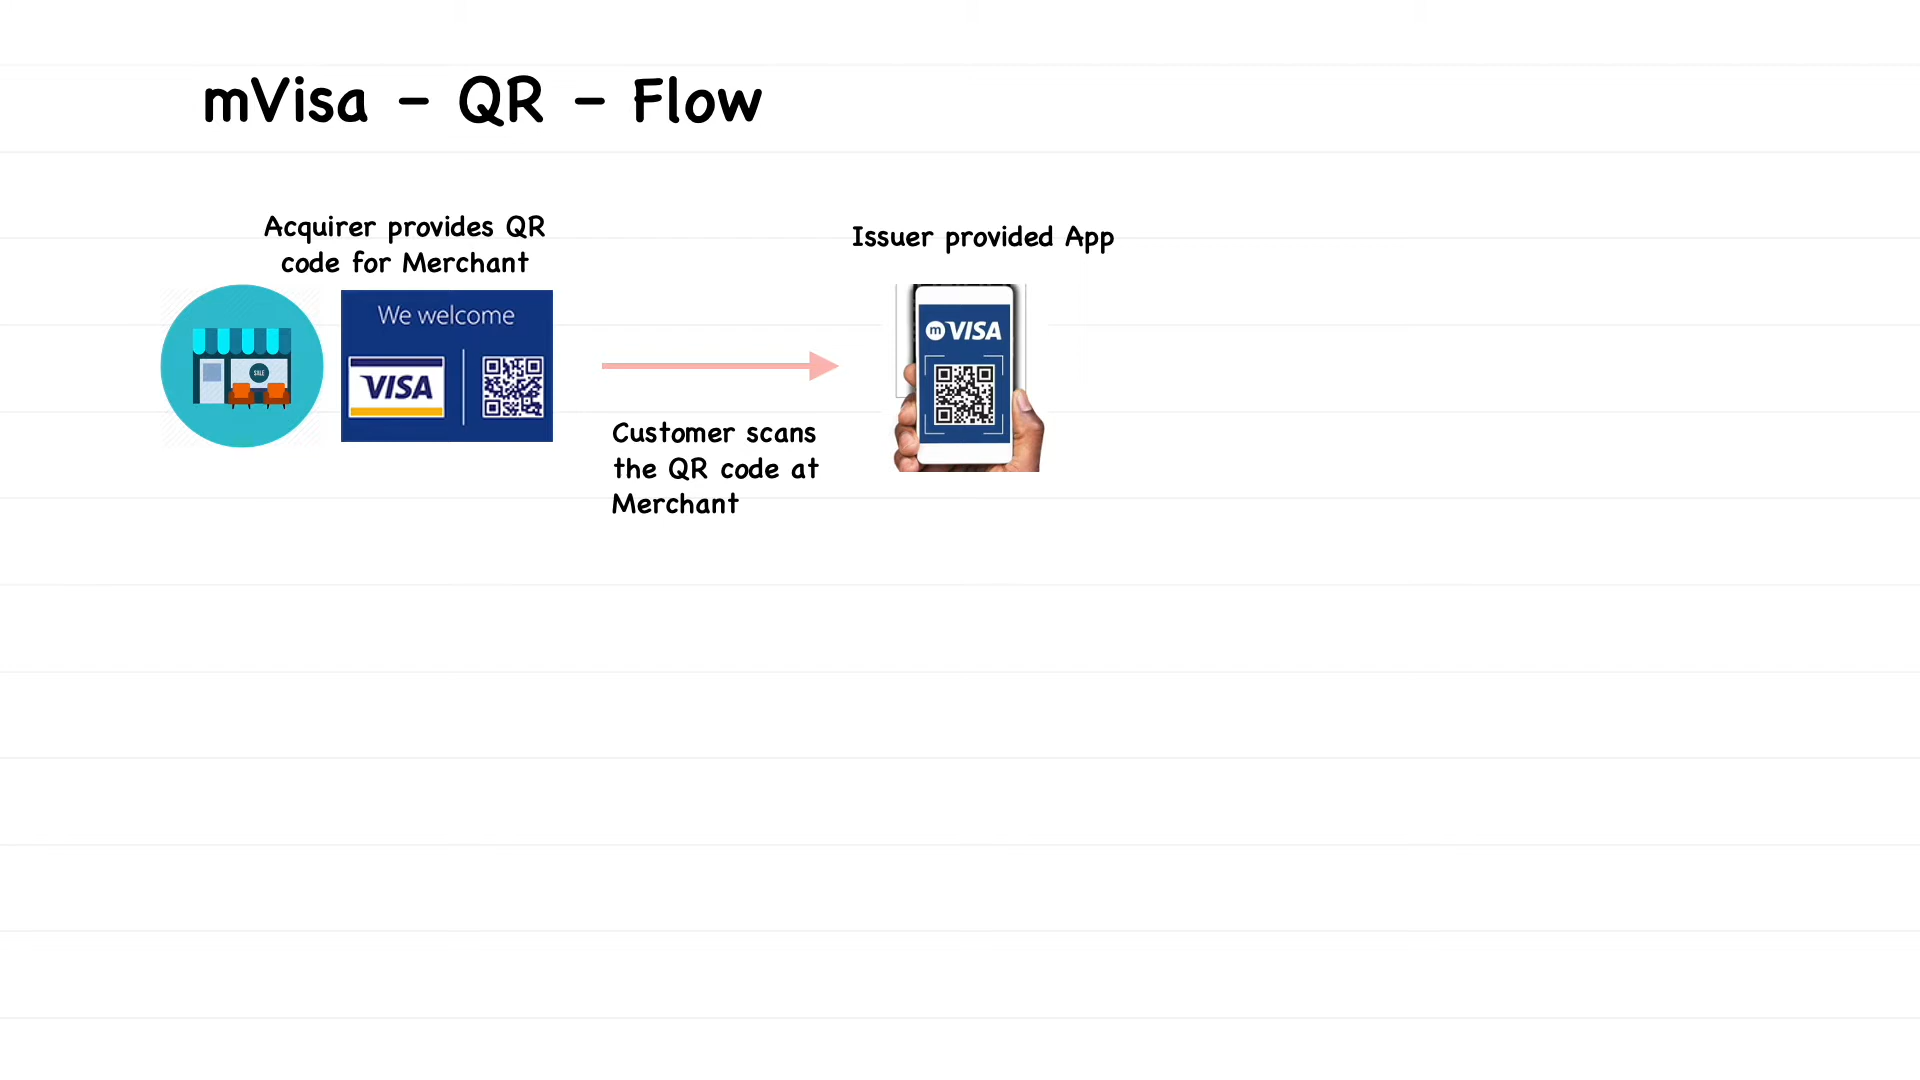 mVisa - QR - Flow
Acquirer provides QR
code for Merchant
Issuer provided App
We welcome
VISA
SALE
m VISA
Customer scans
the QR code at
Merchant